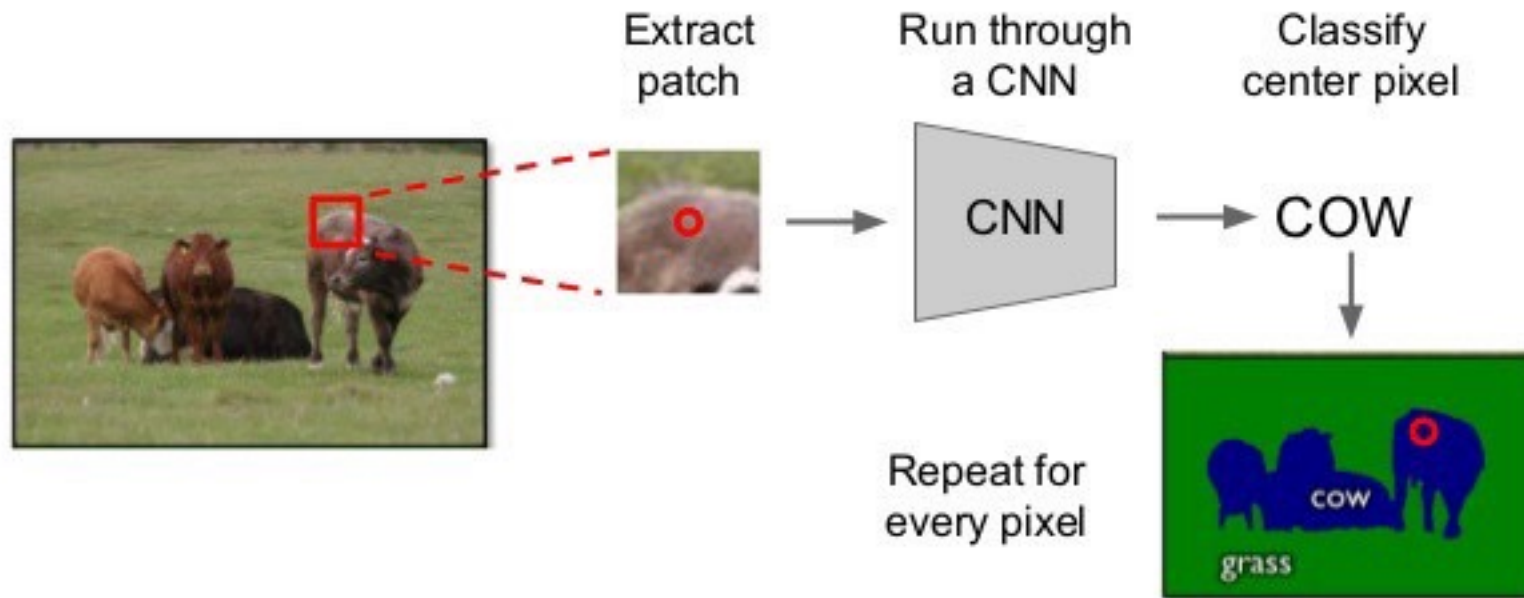 Extract
patch
Run through
a CNN
Classify
center pixel
CNN
COW
Repeat for
every pixel
cow
grass